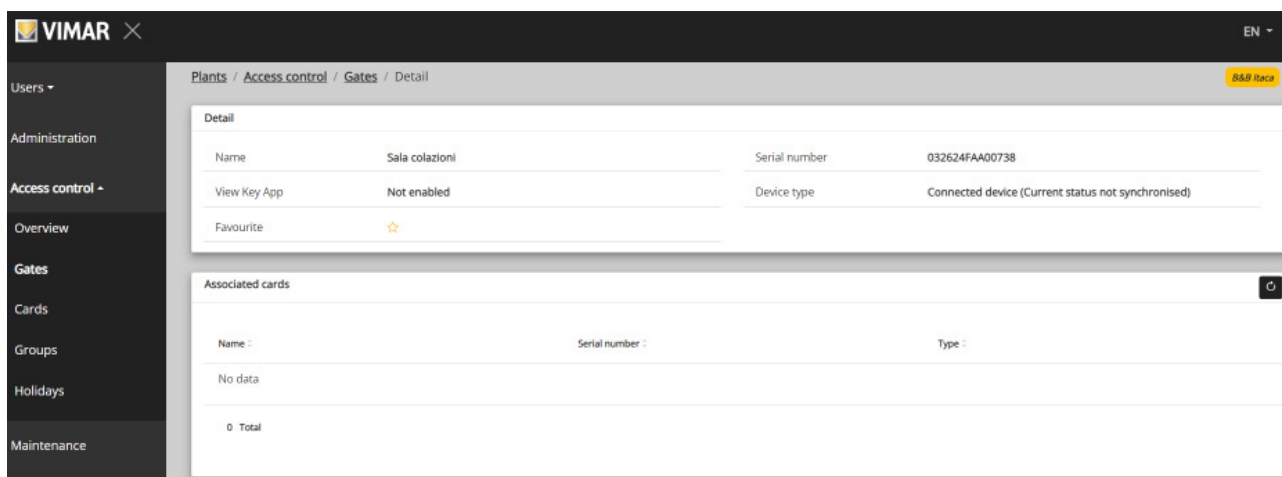 VIMAR
EN
Users
Administration
Access control
Overview
Gates
Cards
Groups
Holidays
Maintenance
Plants / Access control / Gates / Detail
B&B Itaca
Detail
Name Sala colazioni Serial number 032624FAA00738
View Key App Not enabled Device type Connected device (Current status not synchronised)
Favourite
Associated cards
Name Serial number Type
No data
0 Total